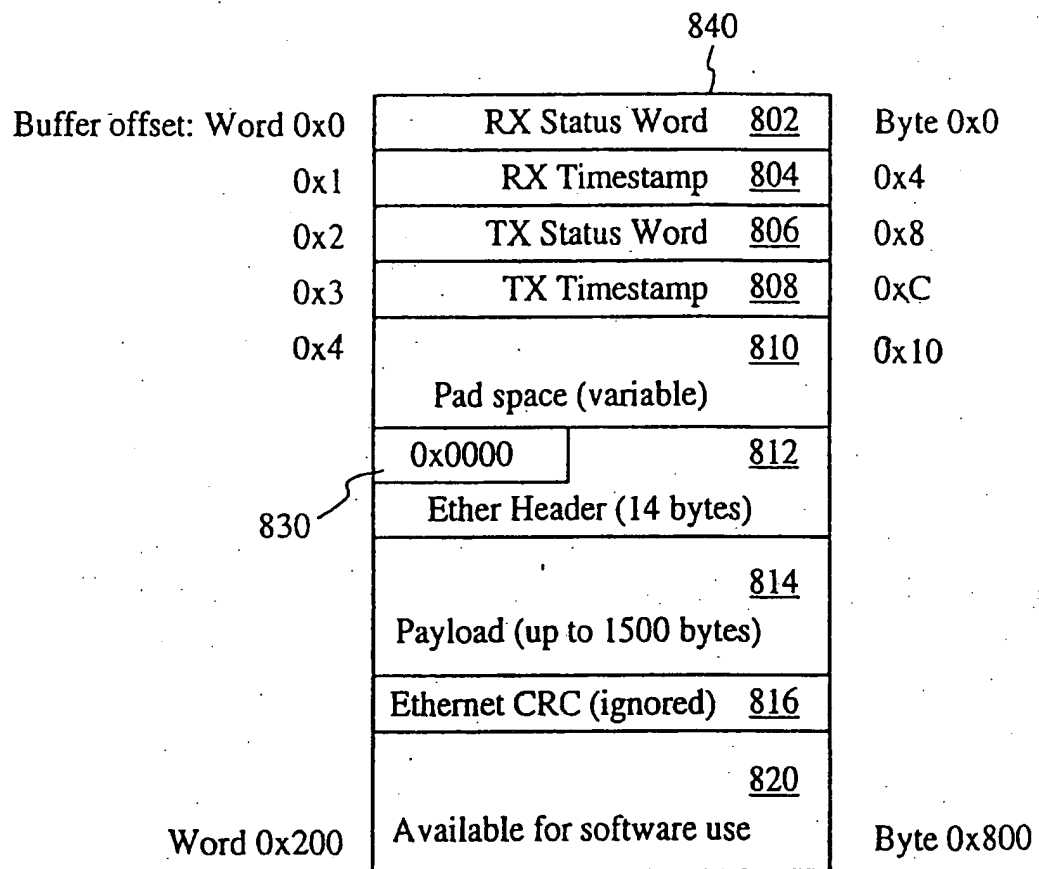 840
Buffer offset: Word 0x0 RX Status Word 802 Byte 0x0
0x1 RX Timestamp 804 0x4
0x2 TX Status Word 806 0x8
0x3 TX Timestamp 808 0xC
0x4 810 0x10
Pad space (variable)
0x0000 812
830 Ether Header (14 bytes)
814
Payload (up to 1500 bytes)
Ethernet CRC (ignored) 816
820
Word 0x200 Available for software use Byte 0x800